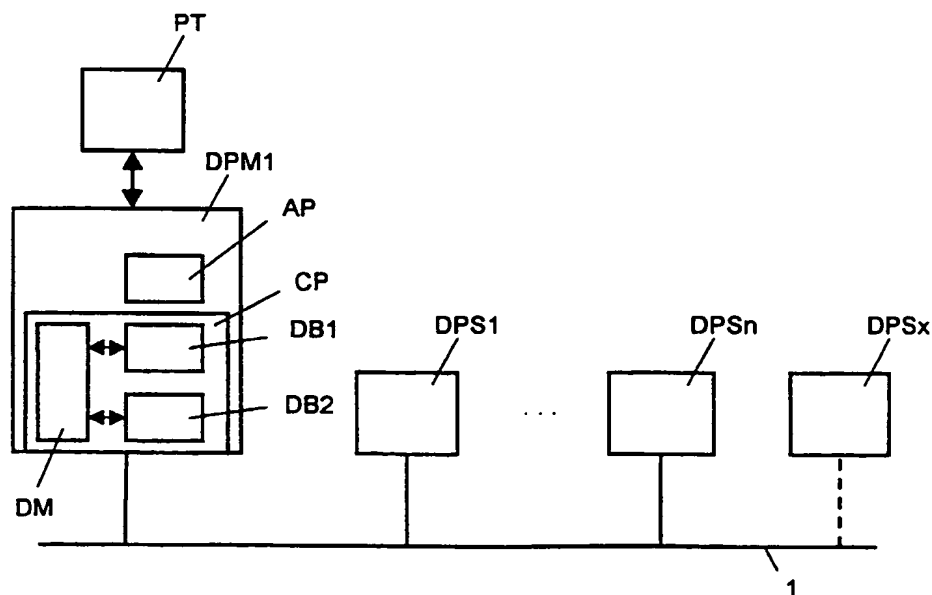 PT
DPM1
AP
CP
DB1
DB2
DM
DPS1
. . .
DPSn
DPSx
1